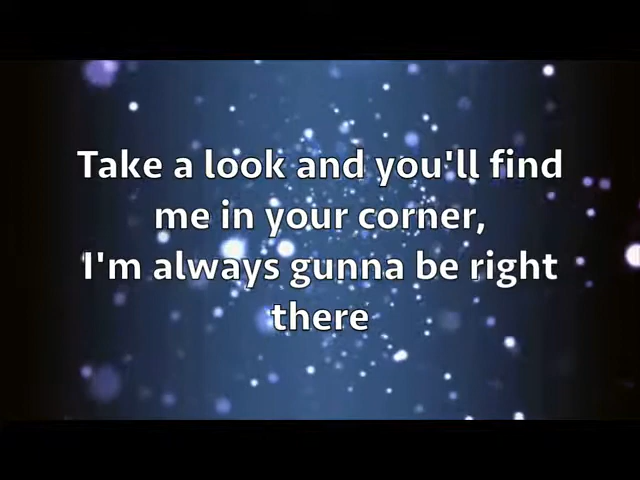 Take a look and you'll find
me in your corner,
I'm always gunna be right
there